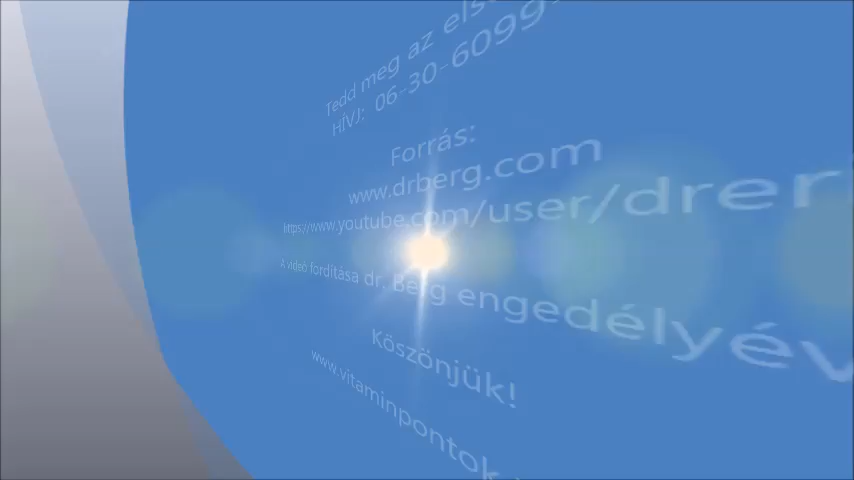 Tedd meg az els
HÍVJ: 06-30-6099
Forrás:
www.drberg.com
https://www.youtube.com/user/drer
A videó fordítása dr. Berg engedélyév
Köszönjük!
www.vitaminpontok